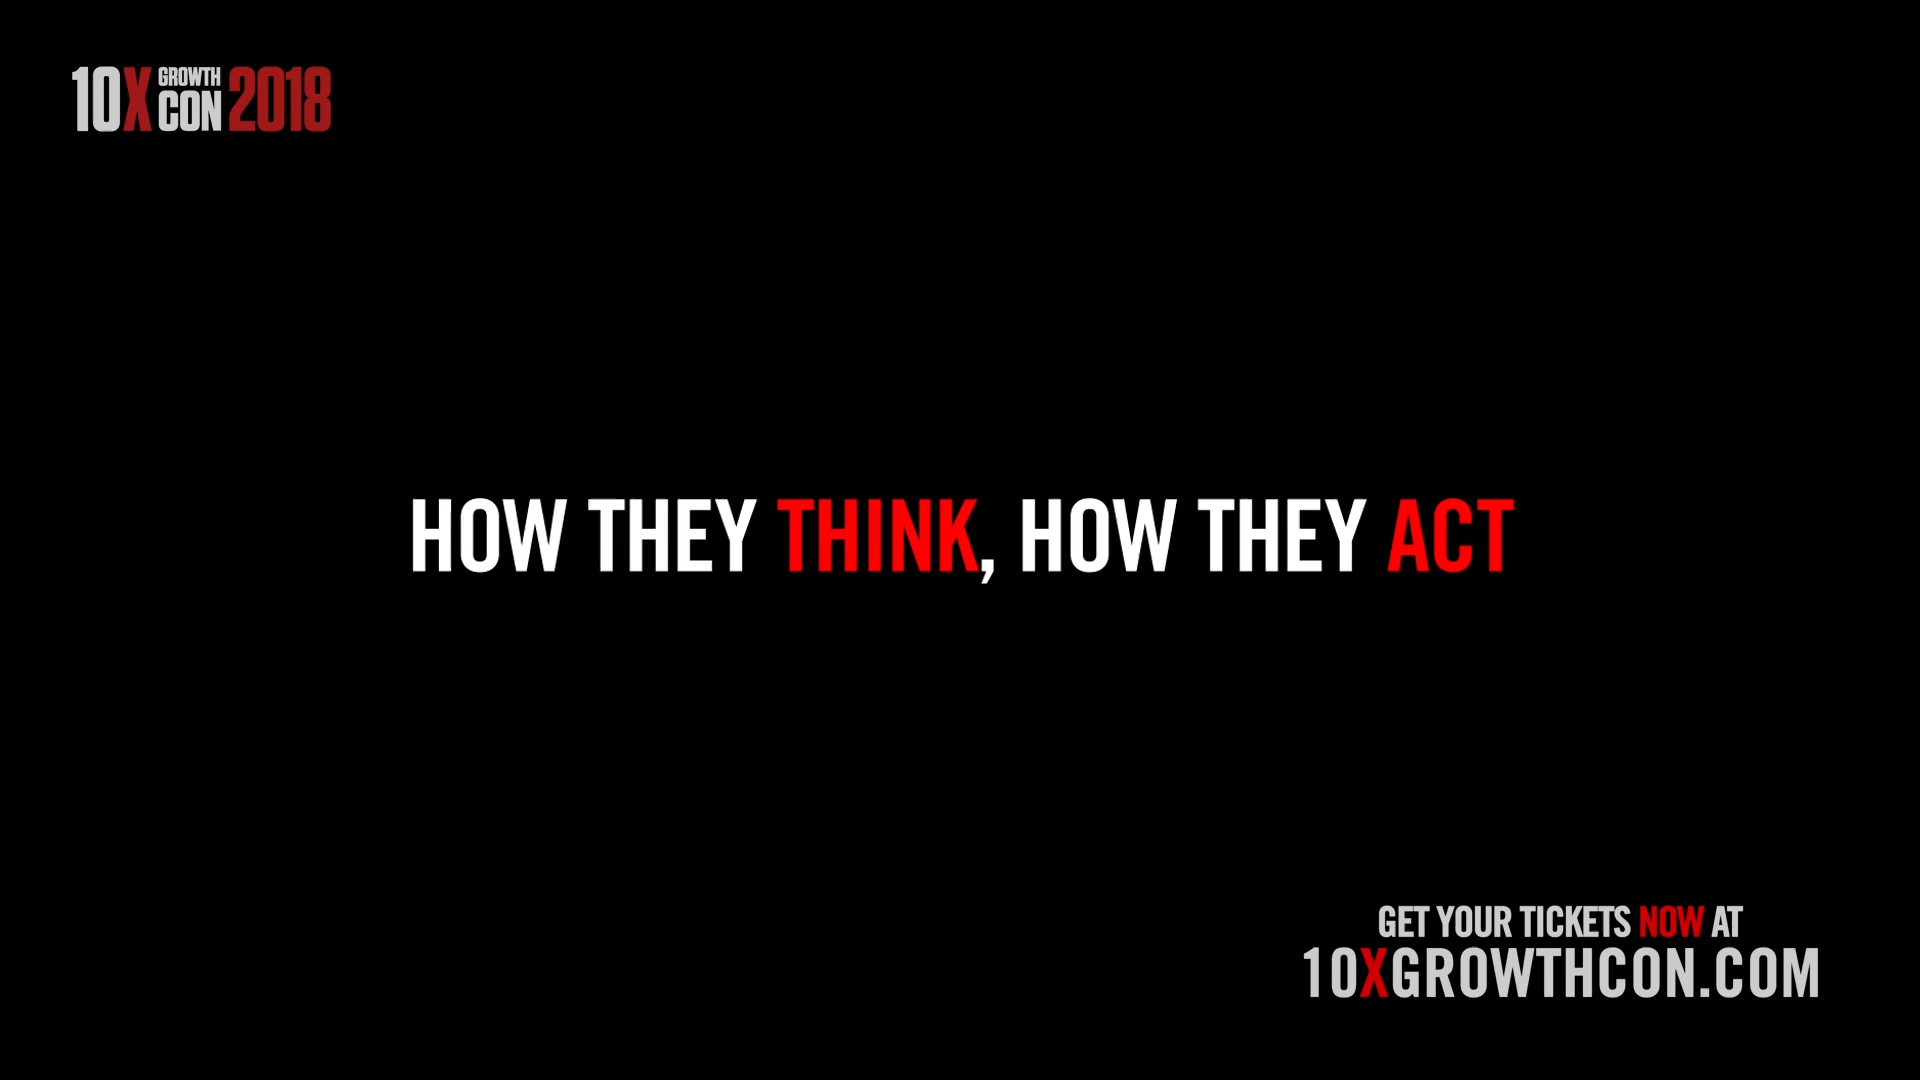 10X GROWTH CON 2018
HOW THEY THINK, HOW THEY ACT
GET YOUR TICKETS NOW AT
10XGROWTHCON.COM